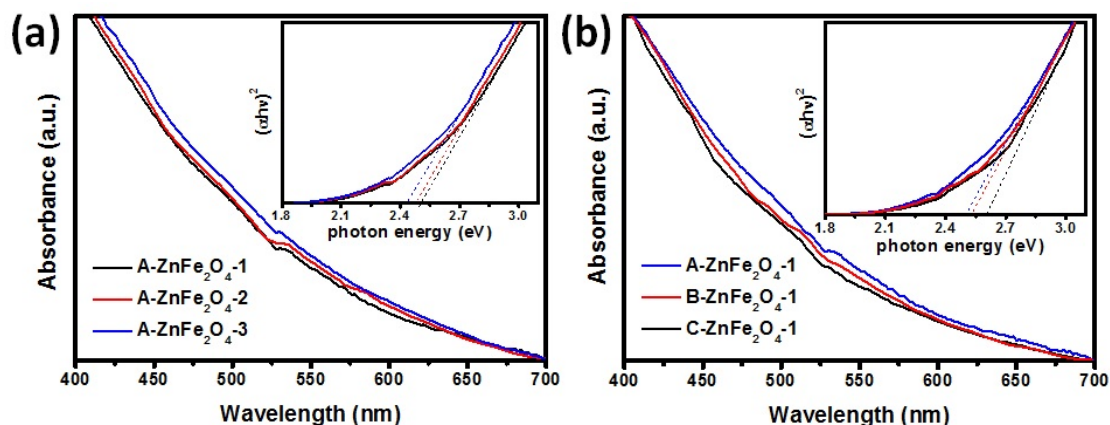 (a)
Absorbance (a.u.)
(αhν)²
1.8 2.1 2.4 2.7 3.0
photon energy (eV)
A-ZnFe₂O₄-1
A-ZnFe₂O₄-2
A-ZnFe₂O₄-3
400 450 500 550 600 650 700
Wavelength (nm)
(b)
Absorbance (a.u.)
(αhν)²
1.8 2.1 2.4 2.7 3.0
photon energy (eV)
A-ZnFe₂O₄-1
B-ZnFe₂O₄-1
C-ZnFe₂O₄-1
400 450 500 550 600 650 700
Wavelength (nm)